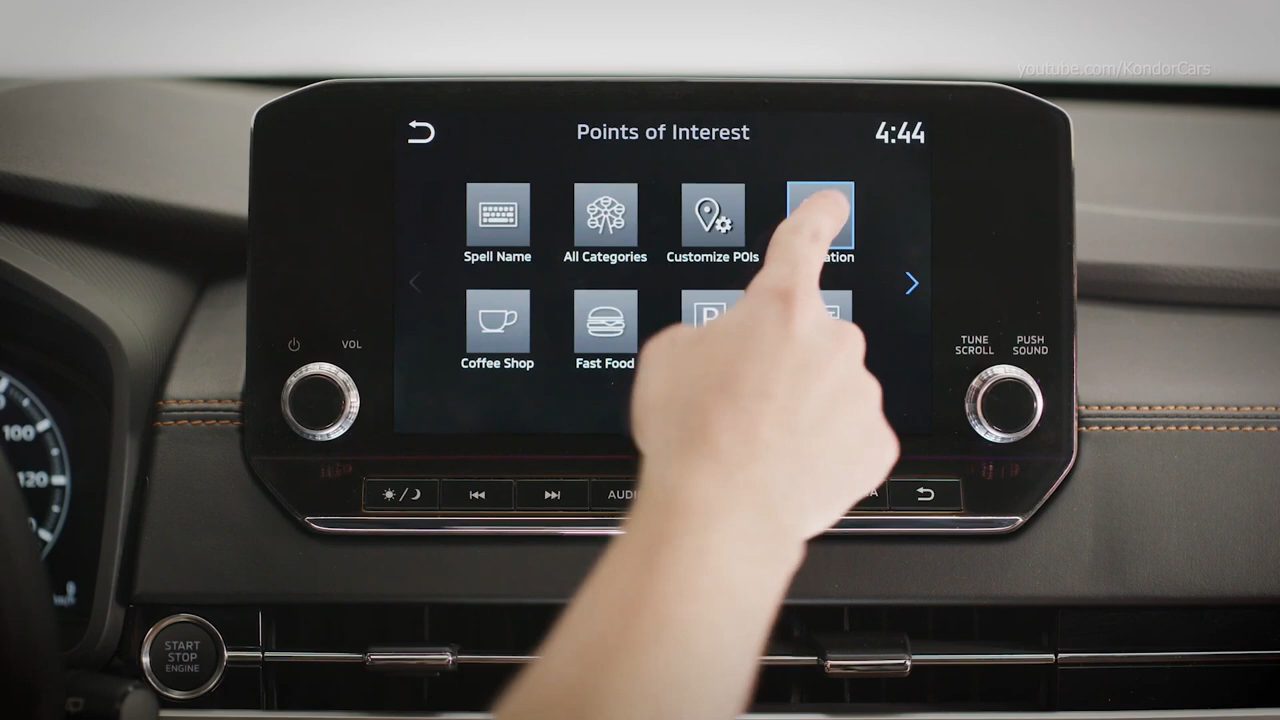 youtube.com/KondorCars
Points of Interest
4:44
Spell Name
All Categories
Customize POIs
Coffee Shop
Fast Food
P
VOL
TUNE
SCROLL
PUSH
SOUND
100
120
START
STOP
ENGINE